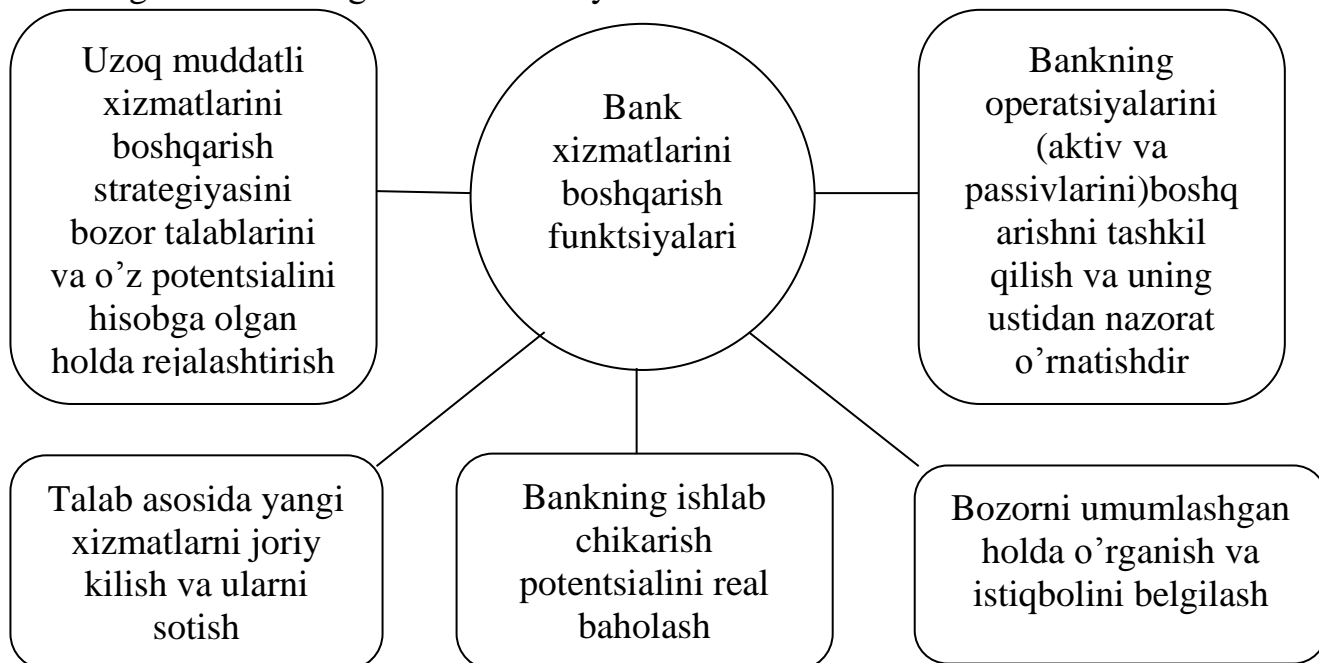 Uzoq muddatli
xizmatlarini
boshqarish
strategiyasini
bozor talablarini
va o’z potentsialini
hisobga olgan
holda rejalashtirish
Bank
xizmatlarini
boshqarish
funktsiyalari
Bankning
operatsiyalarini
(aktiv va
passivlarini)boshq
arishni tashkil
qilish va uning
ustidan nazorat
o’rnatishdir
Talab asosida yangi
xizmatlarni joriy
kilish va ularni
sotish
Bankning ishlab
chikarish
potentsialini real
baholash
Bozorni umumlashgan
holda o’rganish va
istiqbolini belgilash